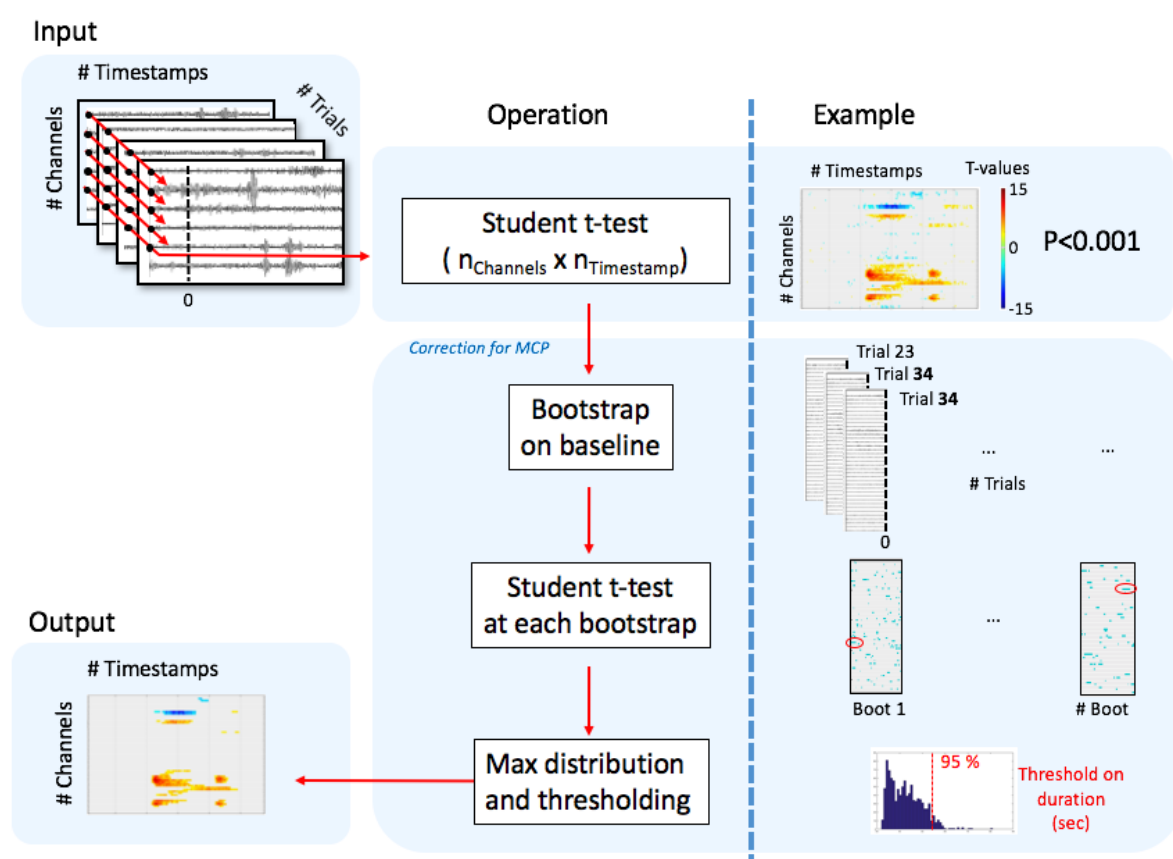 Input
# Timestamps
# Trials
# Channels
0
Operation
Example
Student t-test
( nChannels x nTimestamp)
# Timestamps
T-values
15
0
-15
# Channels
P<0.001
Correction for MCP
Bootstrap
on baseline
Trial 23
Trial 34
Trial 34
...
...
# Trials
0
Student t-test
at each bootstrap
...
Boot 1
# Boot
Output
# Timestamps
# Channels
Max distribution
and thresholding
95 %
Threshold on
duration
(sec)